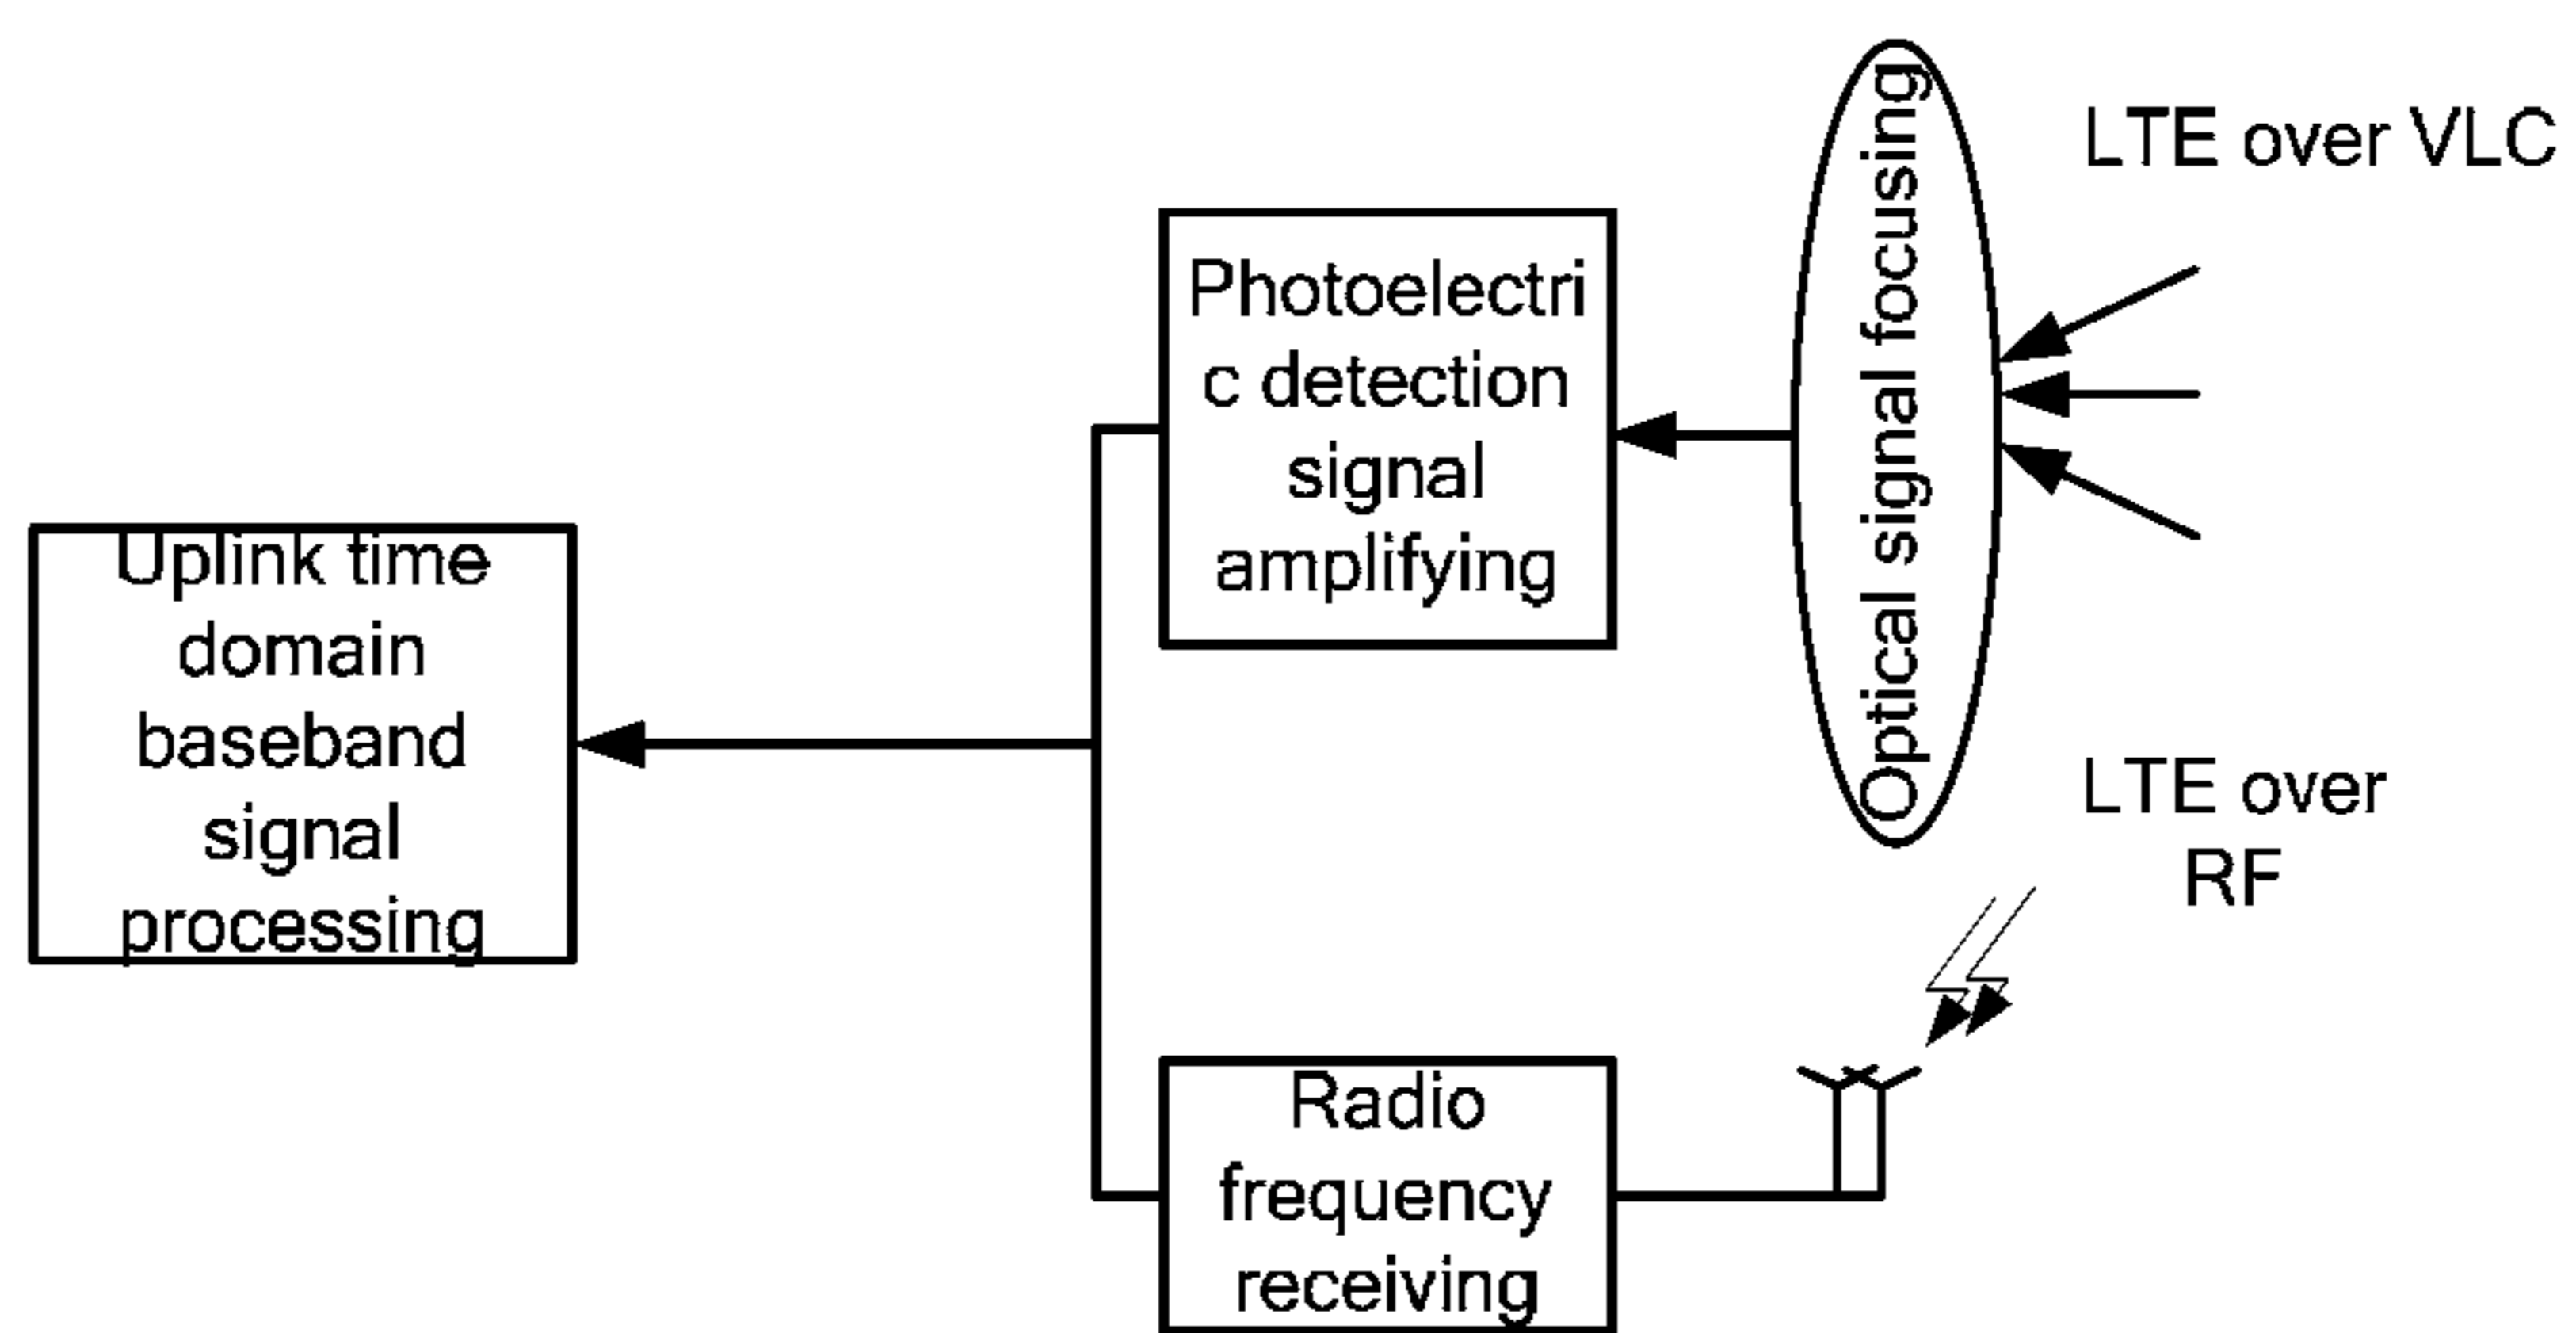 LTE over VLC
Optical signal focusing
Photoelectri
c detection
signal
amplifying
Uplink time
domain
baseband
signal
processing
LTE over
RF
Radio
frequency
receiving